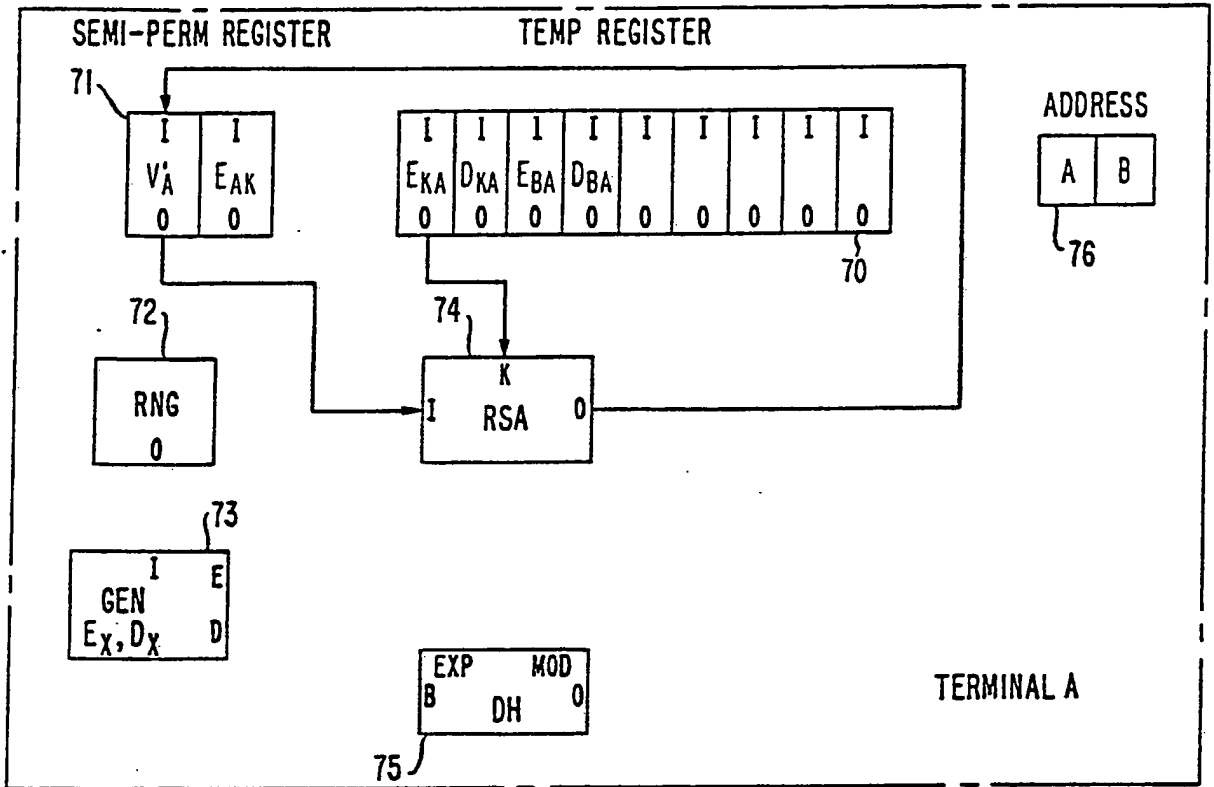 SEMI-PERM REGISTER
TEMP REGISTER
71
I I
V'A EAK
0 0
I I 1 I I I I I I
EKA DKA EBA DBA
0 0 0 0 0 0 0 0 0
70
ADDRESS
A B
76
72
RNG
0
74
K
I RSA 0
73
I E
GEN
EX, DX D
EXP MOD
B DH 0
75
TERMINAL A